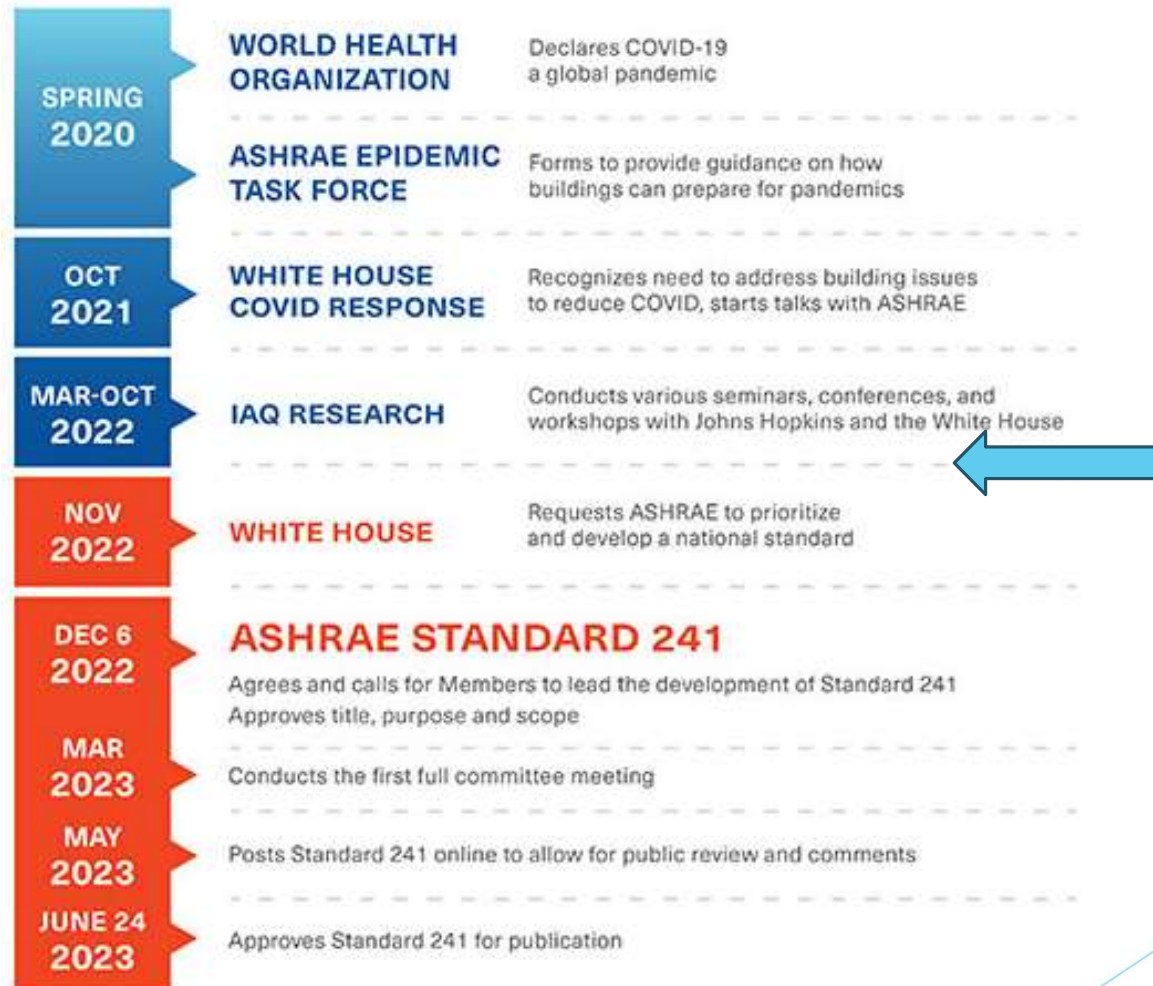 SPRING
2020
WORLD HEALTH
ORGANIZATION
Declares COVID-19
a global pandemic
ASHRAE EPIDEMIC
TASK FORCE
Forms to provide guidance on how
buildings can prepare for pandemics
OCT
2021
WHITE HOUSE
COVID RESPONSE
Recognizes need to address building issues
to reduce COVID, starts talks with ASHRAE
MAR-OCT
2022
IAQ RESEARCH
Conducts various seminars, conferences, and
workshops with Johns Hopkins and the White House
NOV
2022
WHITE HOUSE
Requests ASHRAE to prioritize
and develop a national standard
DEC 6
2022
ASHRAE STANDARD 241
Agrees and calls for Members to lead the development of Standard 241
Approves title, purpose and scope
MAR
2023
Conducts the first full committee meeting
MAY
2023
Posts Standard 241 online to allow for public review and comments
JUNE 24
2023
Approves Standard 241 for publication